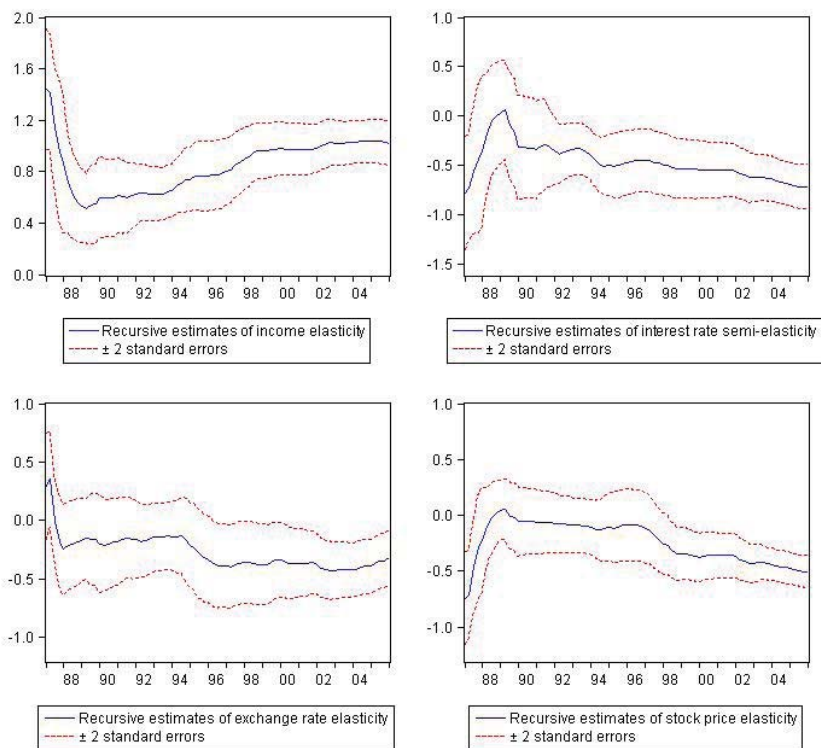 2.0
1.6
1.2
0.8
0.4
0.0
88 90 92 94 96 98 00 02 04
Recursive estimates of income elasticity
± 2 standard errors
1.0
0.5
0.0
-0.5
-1.0
-1.5
88 90 92 94 96 98 00 02 04
Recursive estimates of interest rate semi-elasticity
± 2 standard errors
1.0
0.5
0.0
-0.5
-1.0
88 90 92 94 96 98 00 02 04
Recursive estimates of exchange rate elasticity
± 2 standard errors
1.0
0.5
0.0
-0.5
-1.0
88 90 92 94 96 98 00 02 04
Recursive estimates of stock price elasticity
± 2 standard errors